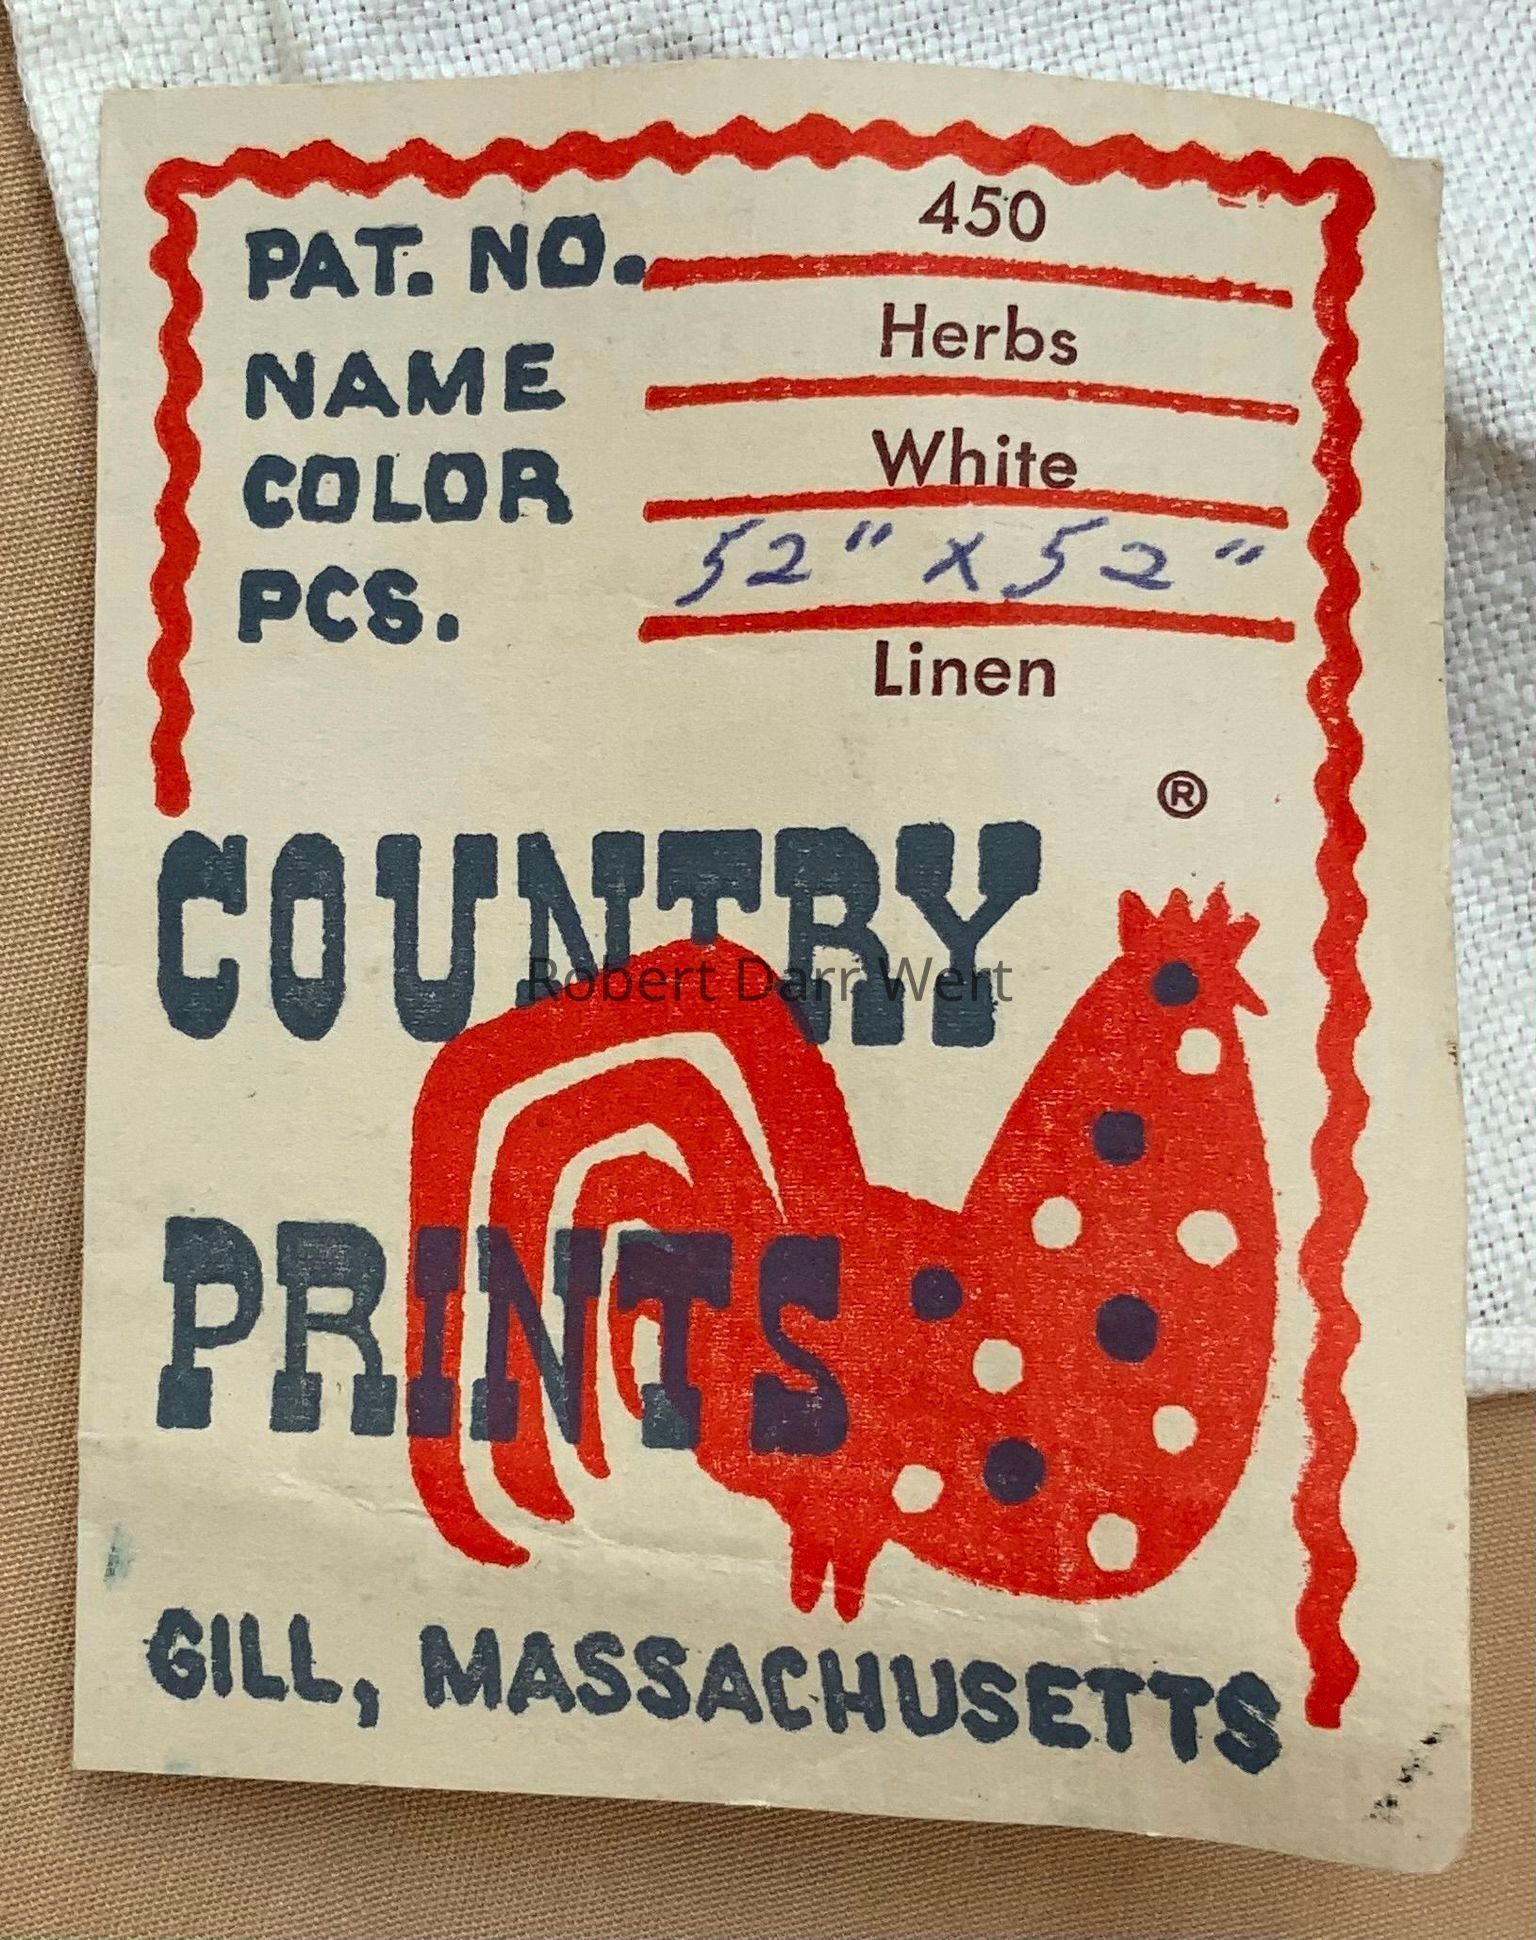 PAT. NO. 450
NAME Herbs
COLOR White
PCS. 52" x 52"
Linen
®
COUNTRY
Robert Darr Wert
PRINTS
GILL, MASSACHUSETTS